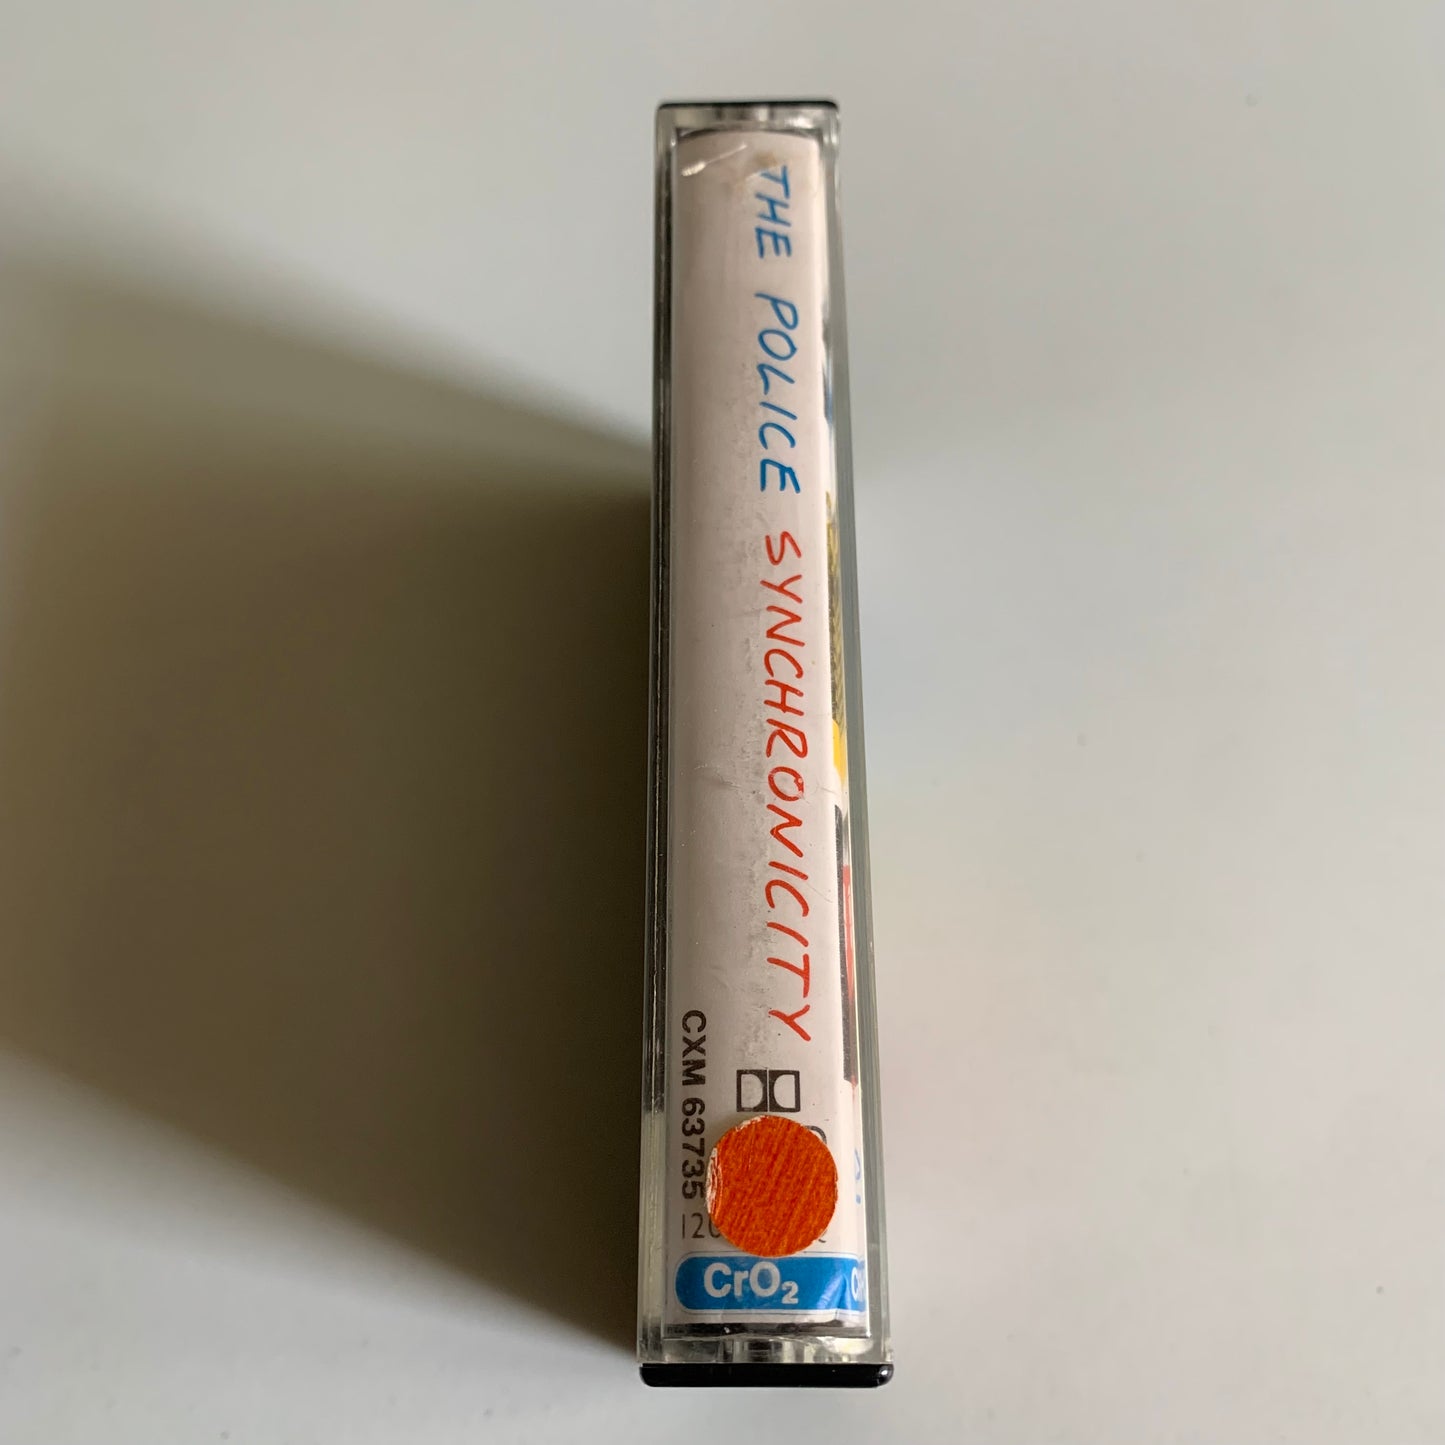 THE POLICE SYNCHRONICITY
CXM 63735
CrO₂